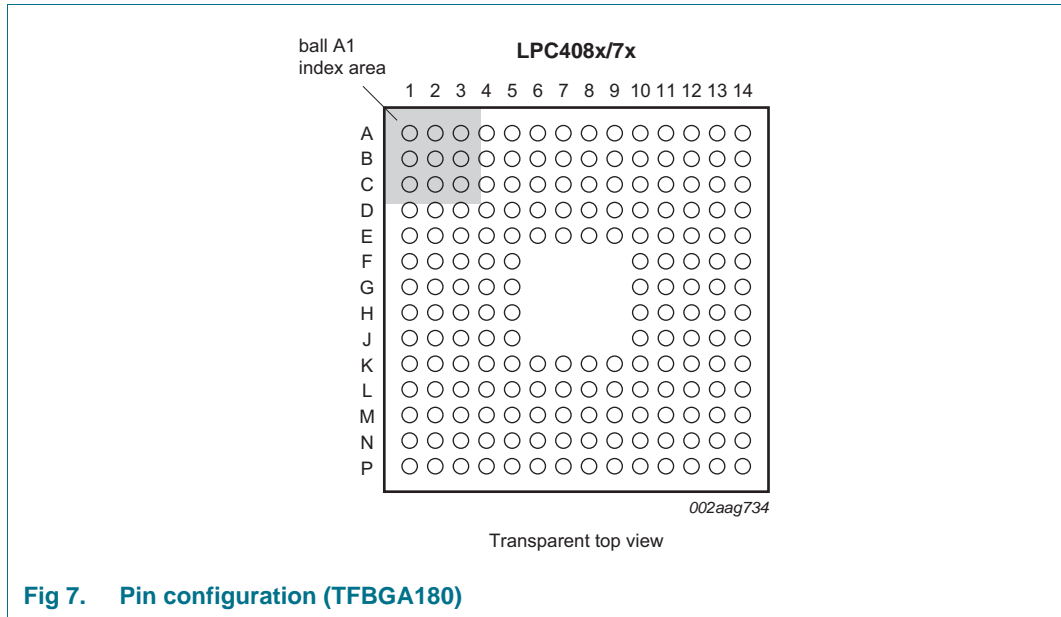 ball A1
index area
LPC408x/7x
1 2 3 4 5 6 7 8 9 10 11 12 13 14
A
B
C
D
E
F
G
H
J
K
L
M
N
P
002aag734
Transparent top view
Fig 7. Pin configuration (TFBGA180)